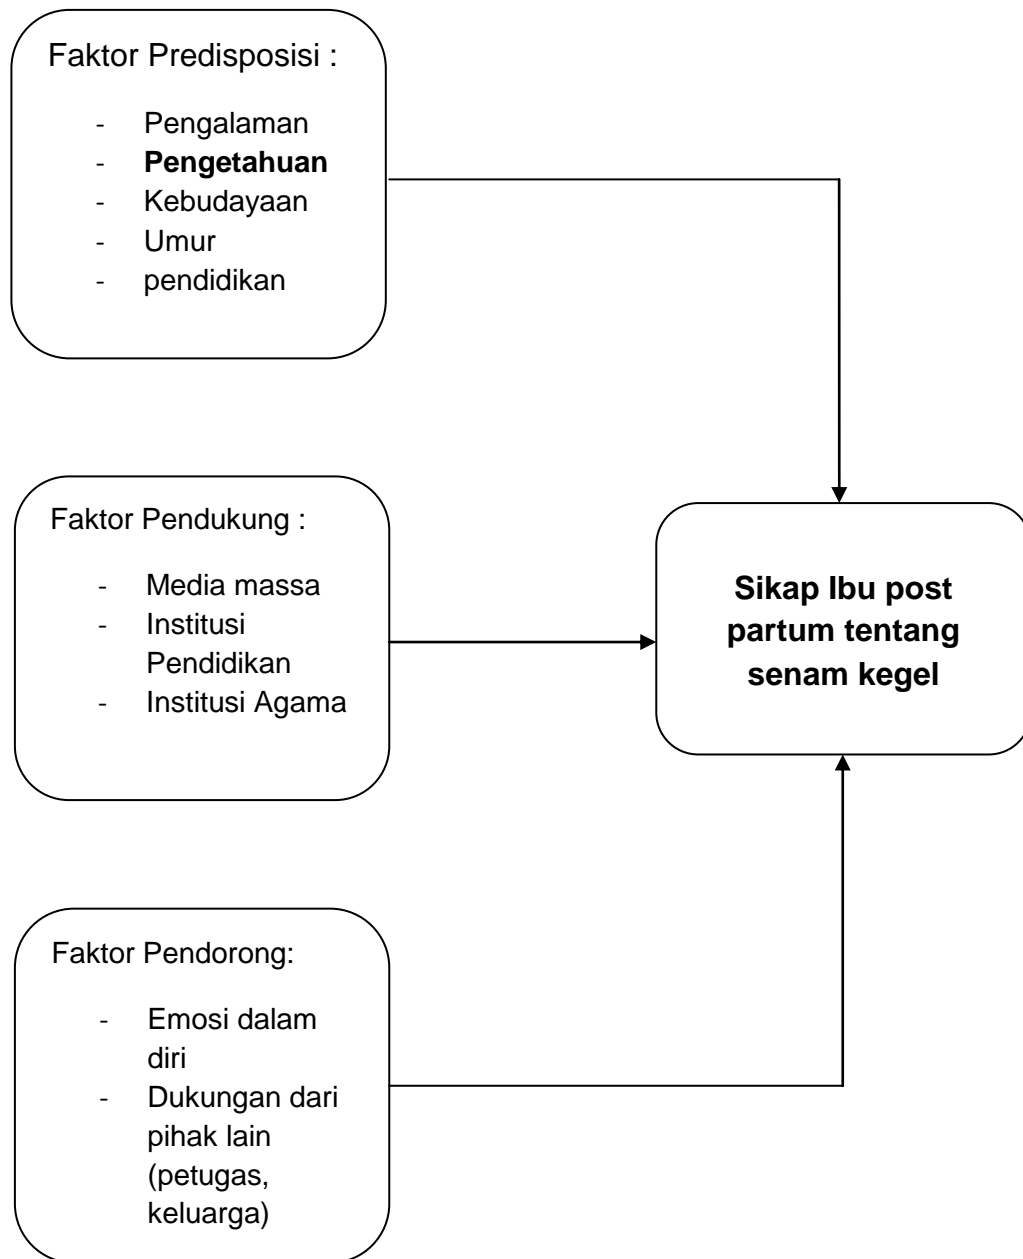 Faktor Predisposisi :
- Pengalaman
- Pengetahuan
- Kebudayaan
- Umur
- pendidikan
Faktor Pendukung :
- Media massa
- Institusi
Pendidikan
- Institusi Agama
Sikap Ibu post
partum tentang
senam kegel
Faktor Pendorong:
- Emosi dalam
diri
- Dukungan dari
pihak lain
(petugas,
keluarga)